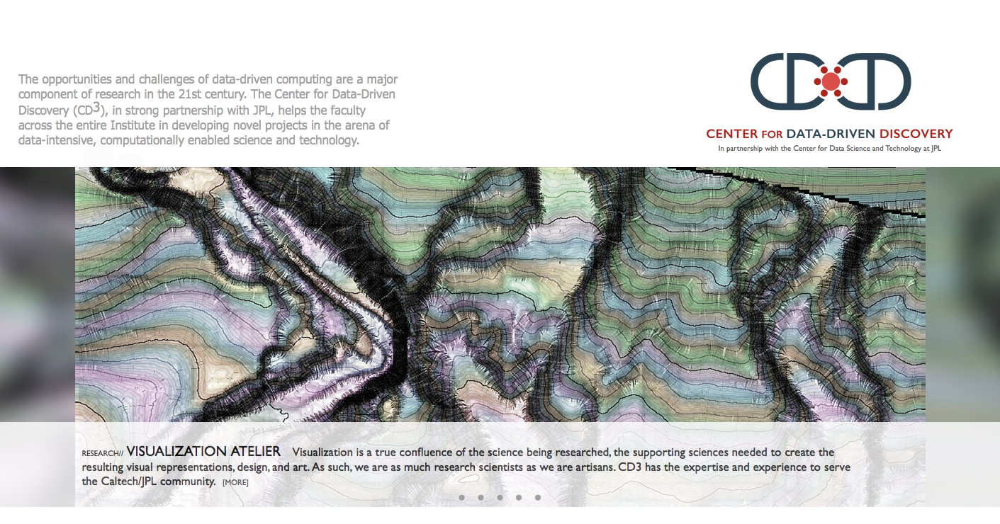 The opportunities and challenges of data-driven computing are a major
component of research in the 21st century. The Center for Data-Driven
Discovery (CD3), in strong partnership with JPL, helps the faculty
across the entire Institute in developing novel projects in the arena of
data-intensive, computationally enabled science and technology.
CENTER FOR DATA-DRIVEN DISCOVERY
In partnership with the Center for Data Science and Technology at JPL
RESEARCH// VISUALIZATION ATELIER Visualization is a true confluence of the science being researched, the supporting sciences needed to create the
resulting visual representations, design, and art. As such, we are as much research scientists as we are artisans. CD3 has the expertise and experience to serve
the Caltech/JPL community. [MORE]